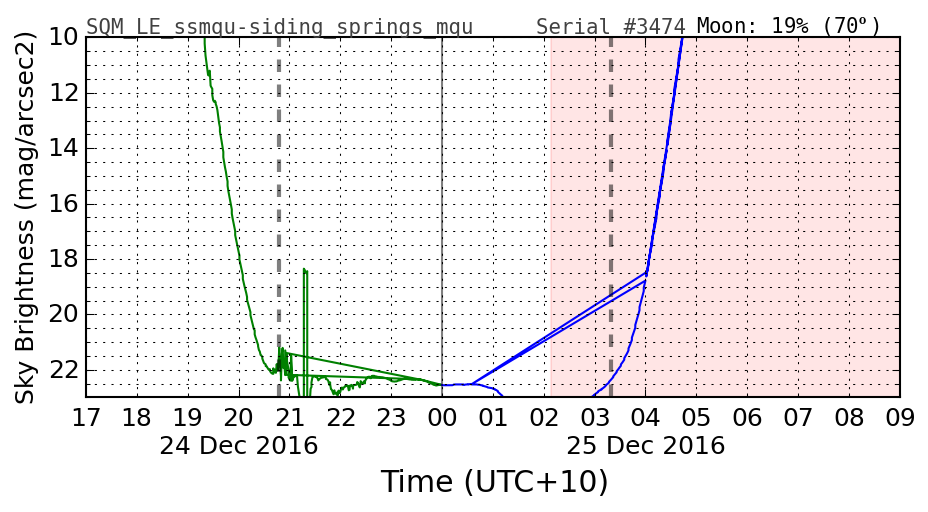 SQM_LE_ssmqu-siding_springs_mqu Serial #3474 Moon: 19% (70°)
Sky Brightness (mag/arcsec2)
10
12
14
16
18
20
22
17 18 19 20 21 22 23 00 01 02 03 04 05 06 07 08 09
24 Dec 2016 25 Dec 2016
Time (UTC+10)